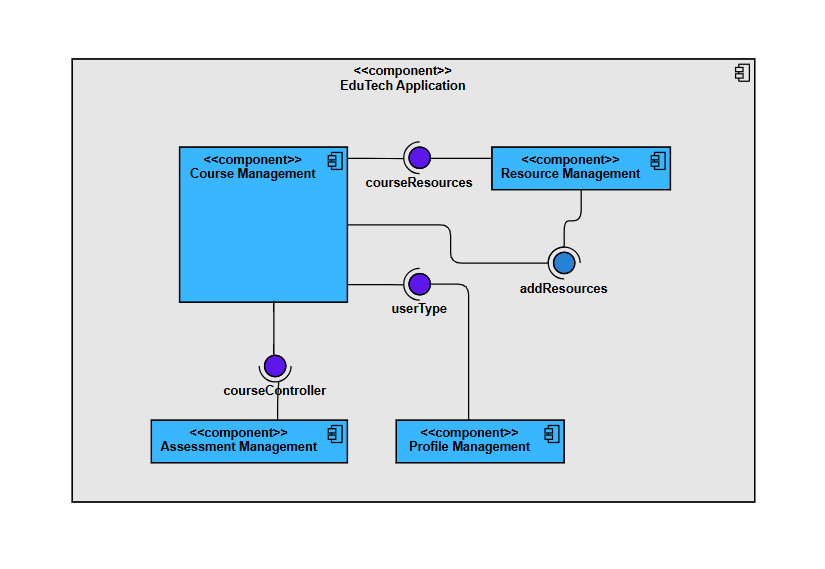 <<component>>
EduTech Application
<<component>>
Course Management
courseResources
<<component>>
Resource Management
addResources
userType
courseController
<<component>>
Assessment Management
<<component>>
Profile Management